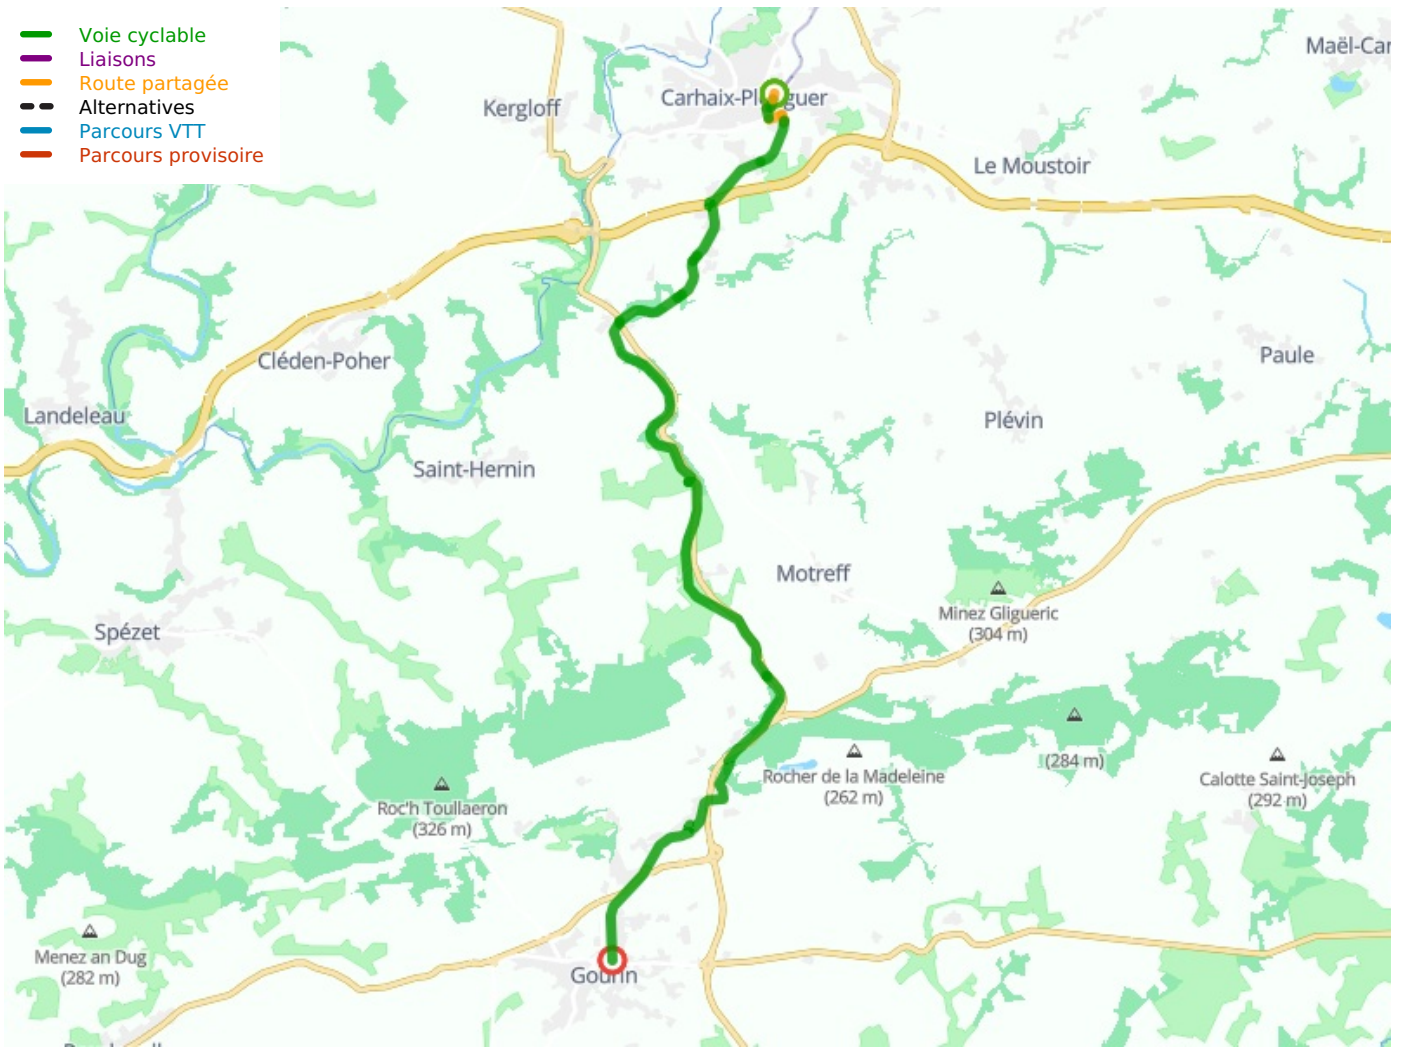 Voie cyclable
Liaisons
Route partagée
Alternatives
Parcours VTT
Parcours provisoire
Maël-Car
Kergloff
Le Moustoir
Cléden-Poher
Paule
Landeleau
Plévin
Saint-Hernin
Motreff
Minez Gligueric
(304 m)
Spézet
(284 m)
Rocher de la Madeleine
(262 m)
Calotte Saint-Joseph
(292 m)
Roc'h Toullaeron
(326 m)
Menez an Dug
(282 m)
Gourin